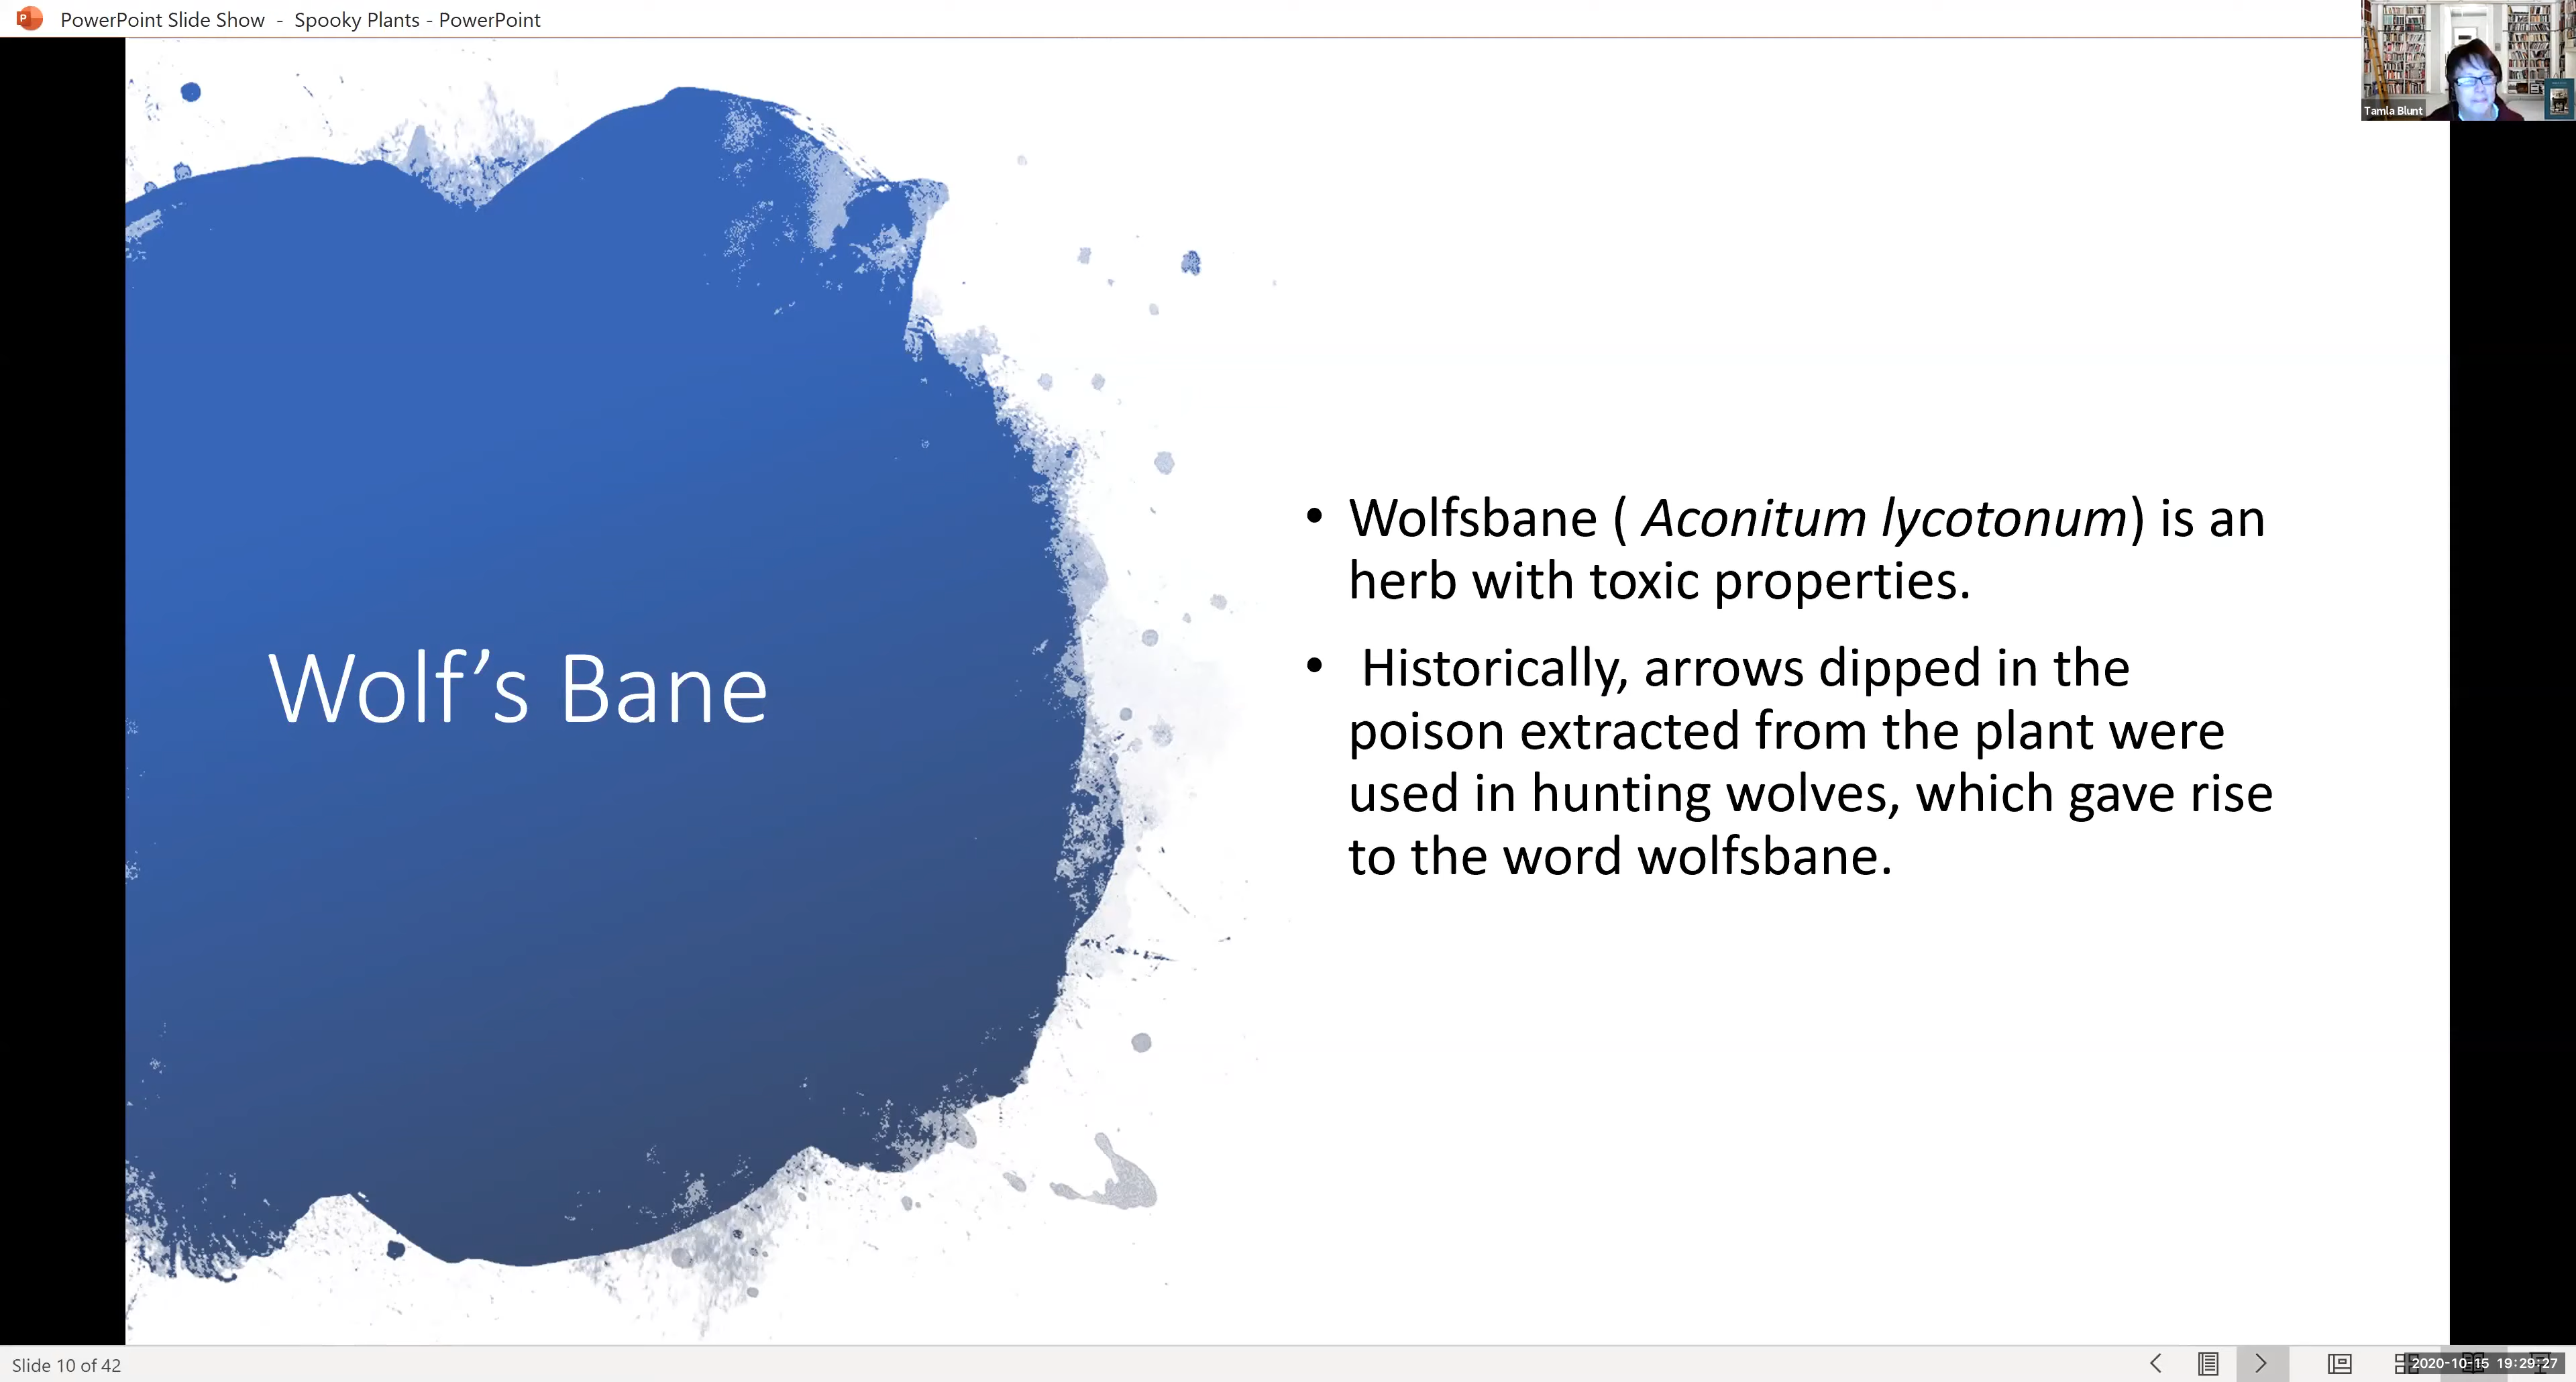 PowerPoint Slide Show - Spooky Plants - PowerPoint
Tamla Blunt
Wolf’s Bane
• Wolfsbane ( Aconitum lycotonum) is an
herb with toxic properties.
• Historically, arrows dipped in the
poison extracted from the plant were
used in hunting wolves, which gave rise
to the word wolfsbane.
Slide 10 of 42
2020-10-15 19:29:27